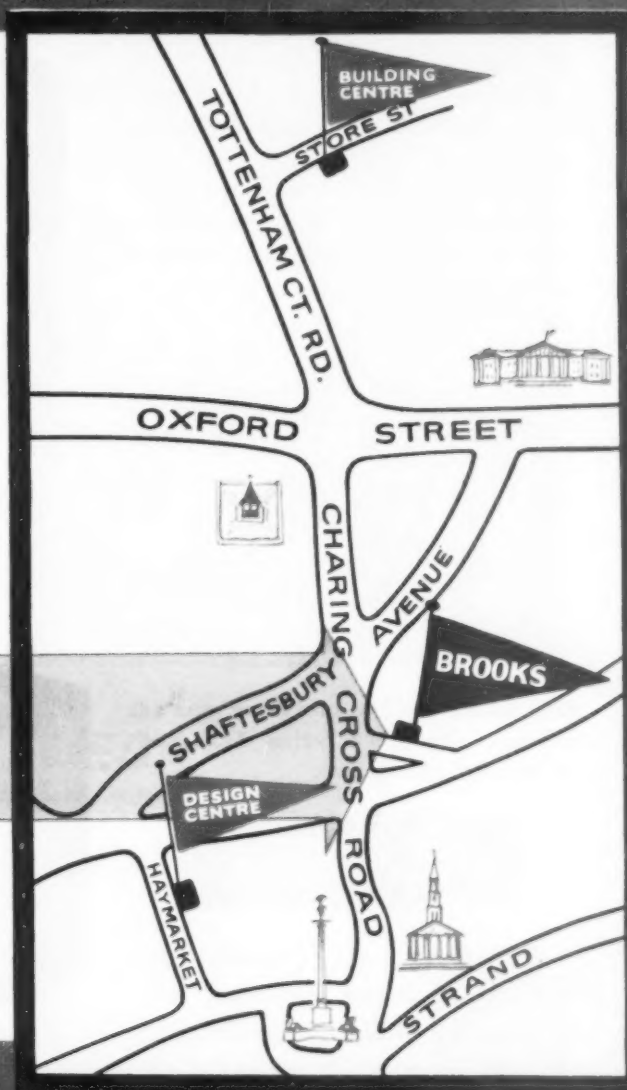 BUILDING
CENTRE
STORE ST
TOTTENHAM CT. RD.
OXFORD STREET
CHARING CROSS ROAD
SHAFTESBURY AVENUE
BROOKS
DESIGN
CENTRE
HAYMARKET
STRAND